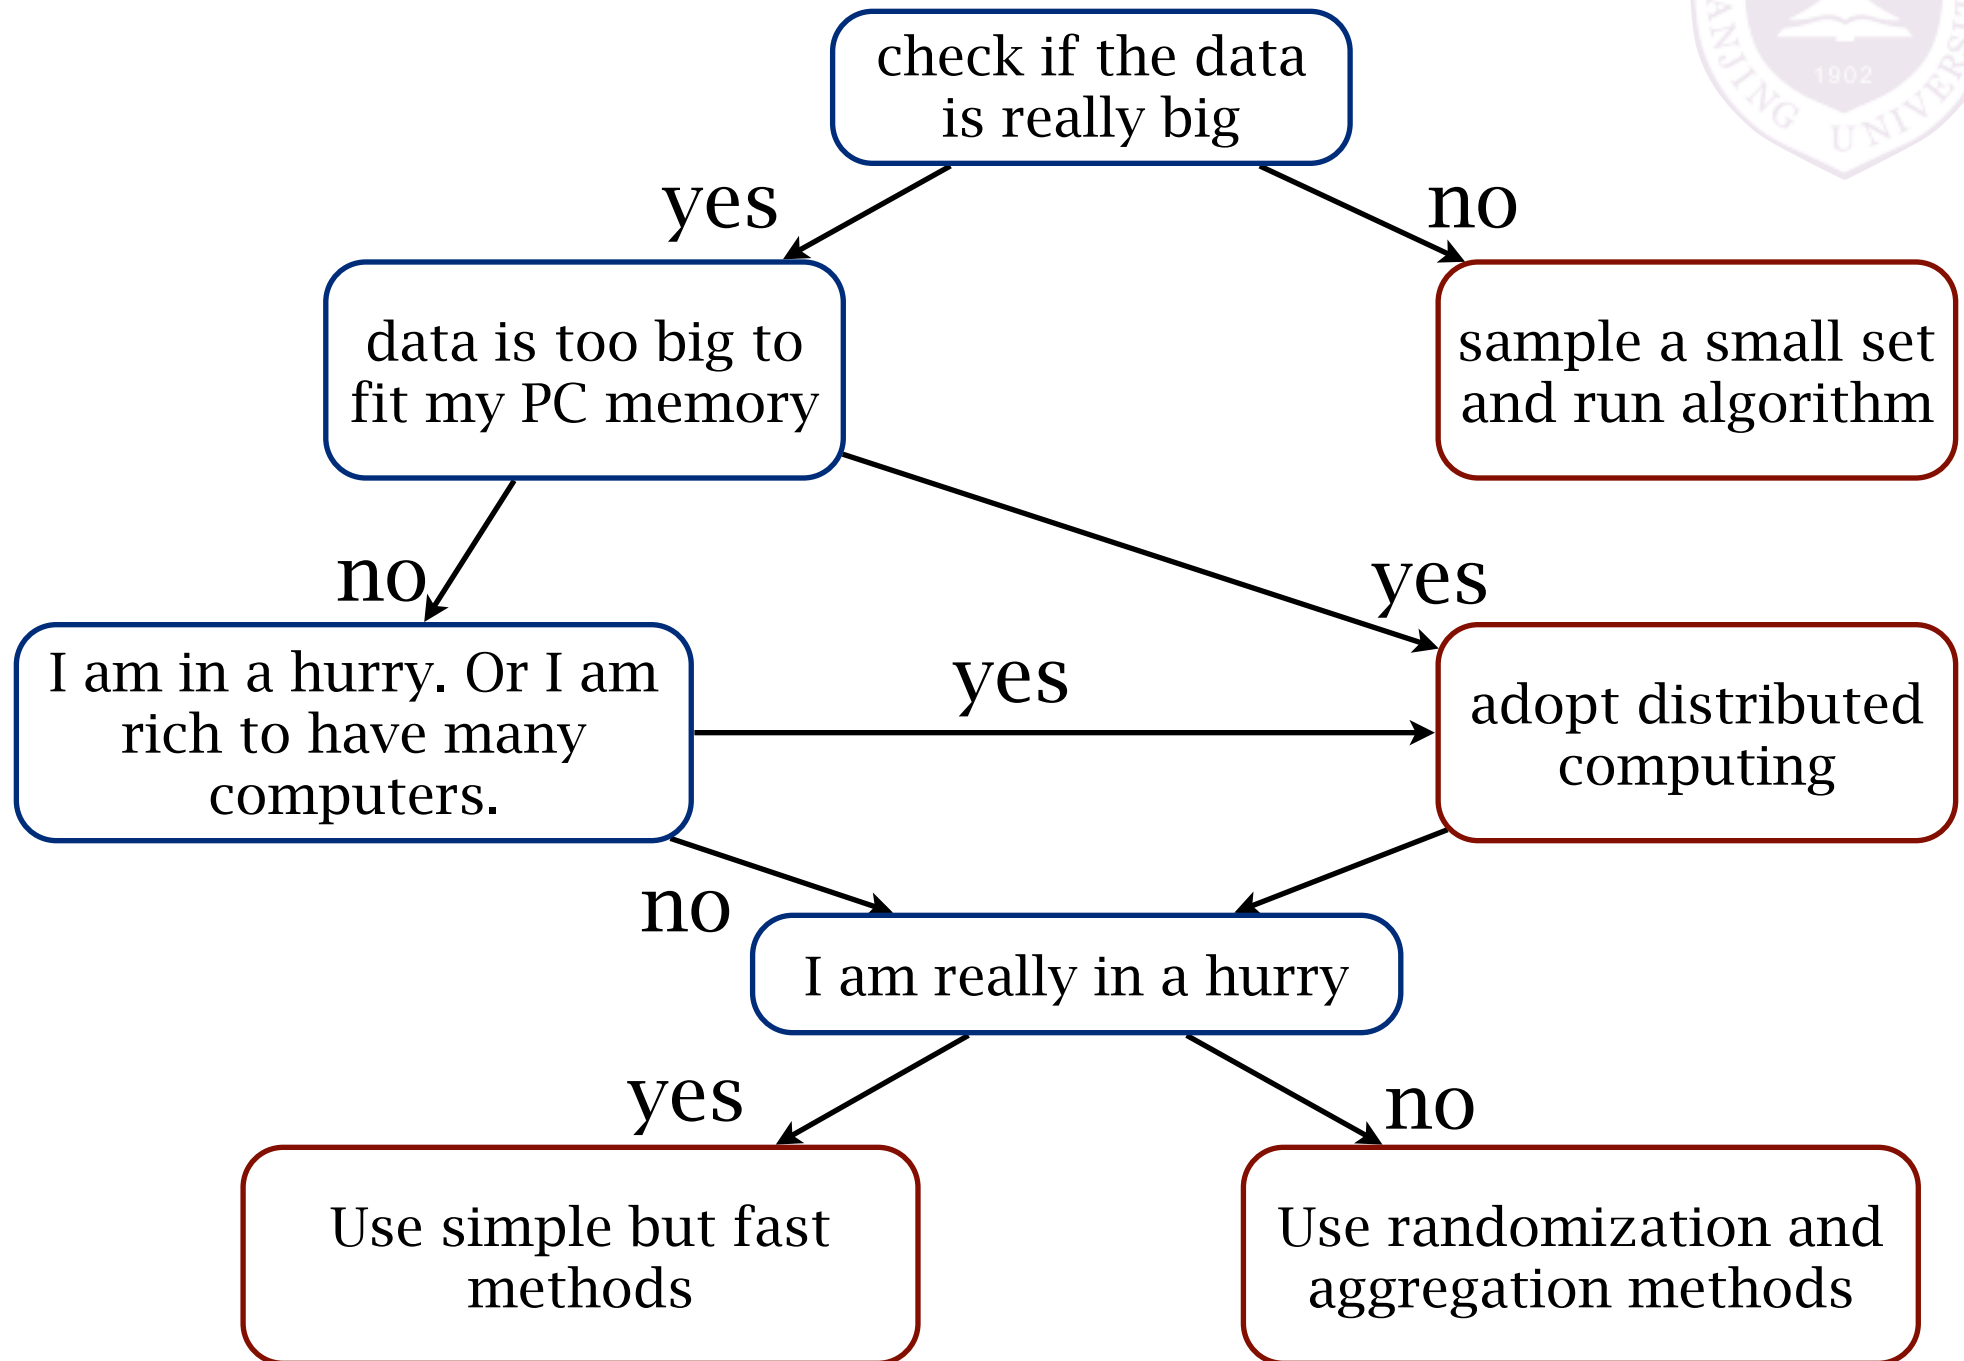 check if the data
is really big
1902
ANJING UNIVERSIT
yes
no
data is too big to
fit my PC memory
sample a small set
and run algorithm
no
yes
I am in a hurry. Or I am
rich to have many
computers.
yes
adopt distributed
computing
no
I am really in a hurry
yes
no
Use simple but fast
methods
Use randomization and
aggregation methods